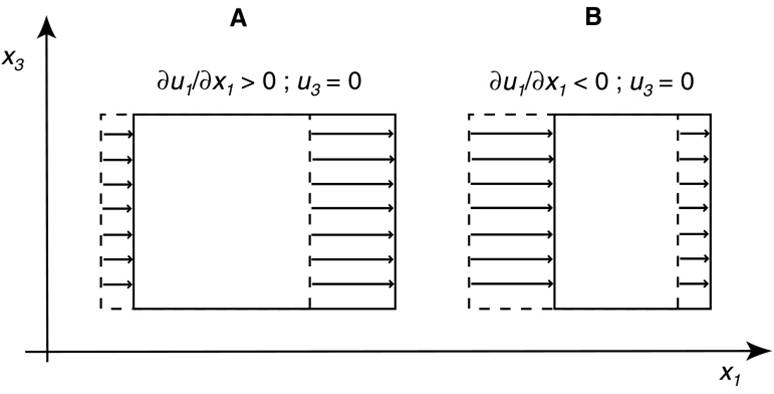 A
B
x₃
∂u₁/∂x₁ > 0 ; u₃ = 0
∂u₁/∂x₁ < 0 ; u₃ = 0
x₁